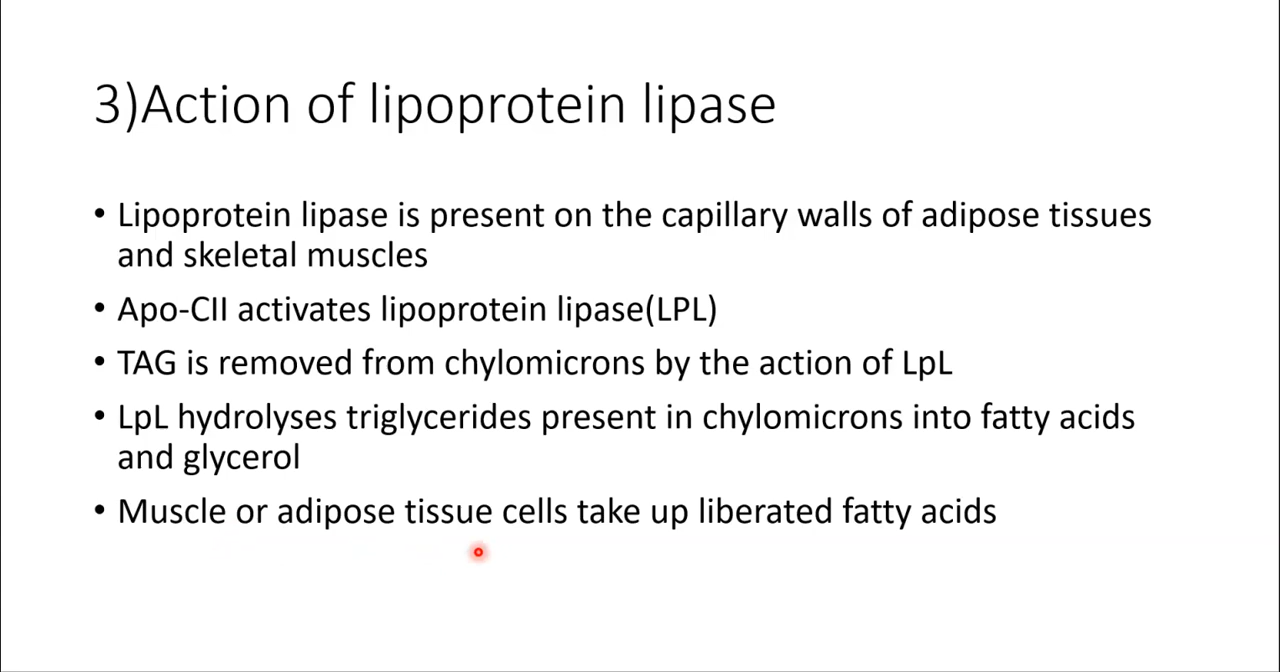 3)Action of lipoprotein lipase
• Lipoprotein lipase is present on the capillary walls of adipose tissues
and skeletal muscles
• Apo-CII activates lipoprotein lipase(LPL)
• TAG is removed from chylomicrons by the action of LpL
• LpL hydrolyses triglycerides present in chylomicrons into fatty acids
and glycerol
• Muscle or adipose tissue cells take up liberated fatty acids